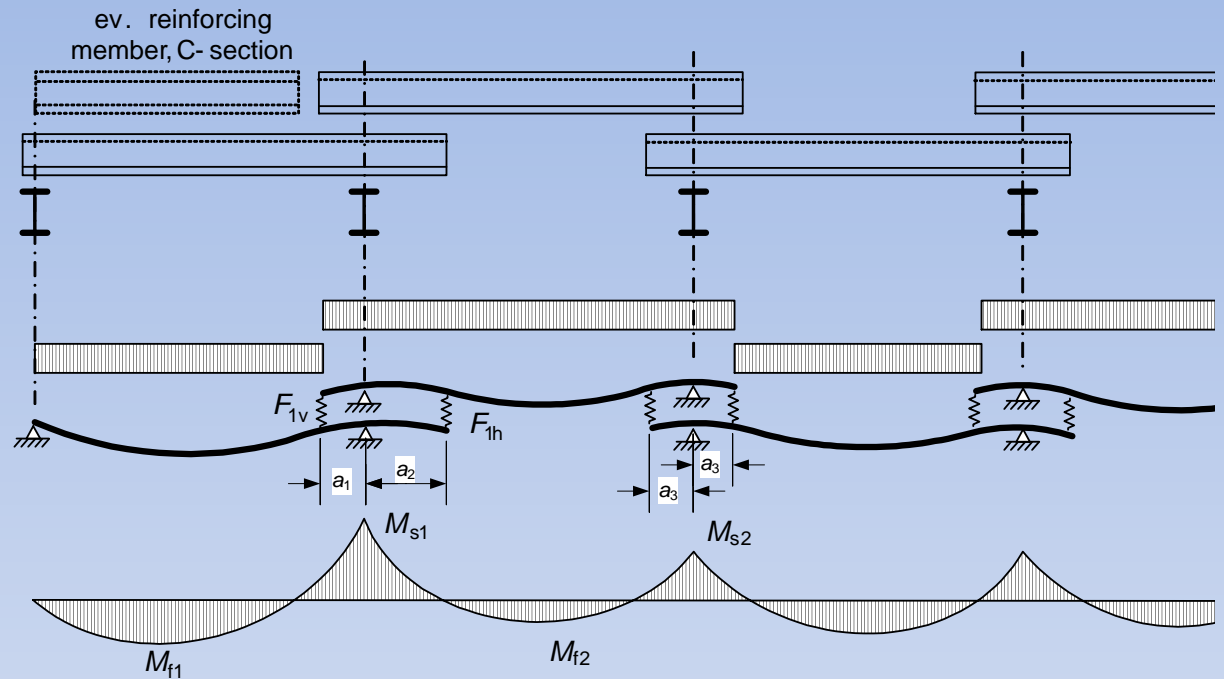 ev. reinforcing
member, C- section
F1v
F1h
a1
a2
a3
a3
Ms1
Ms2
Mf1
Mf2